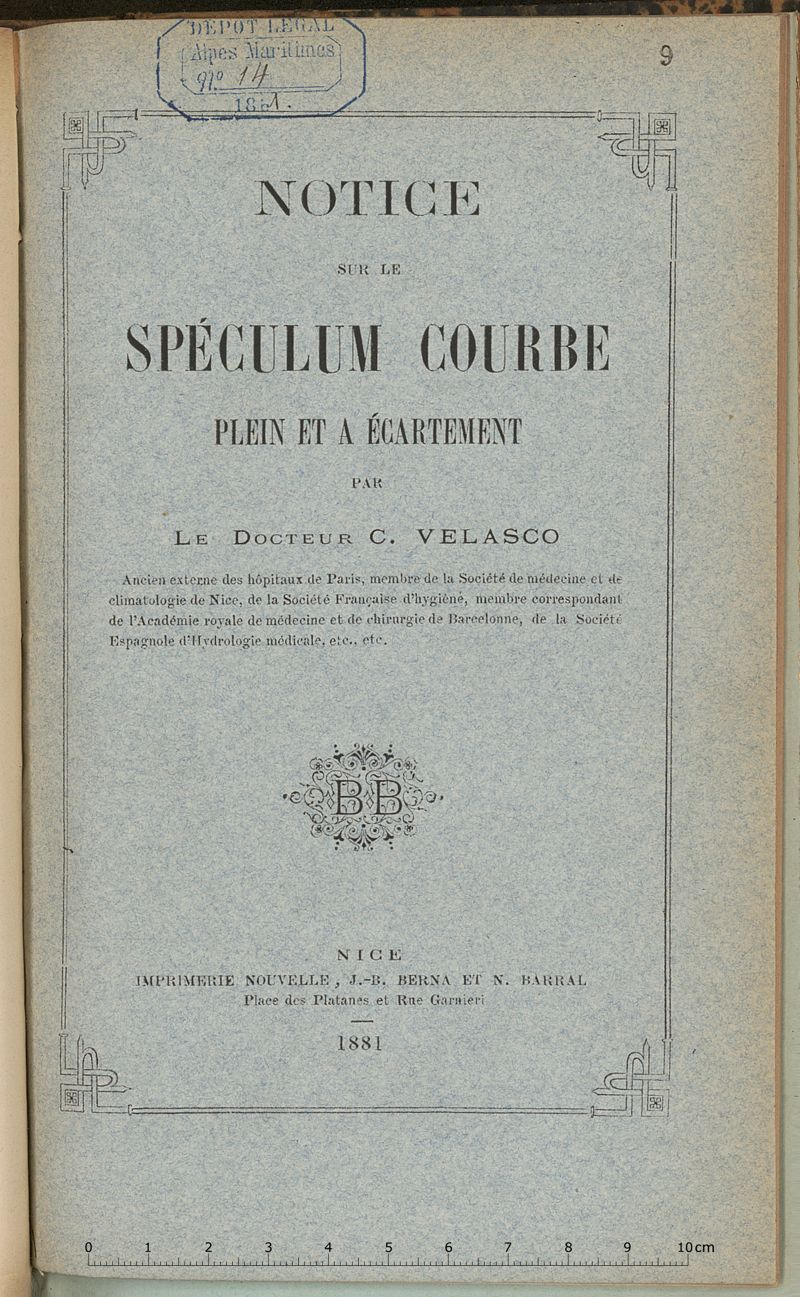 DÉPOT LÉGAL
Alpes Maritimes
No 14
1881.
9
NOTICE
SUR LE
SPÉCULUM COURBE
PLEIN ET A ÉCARTEMENT
PAR
LE DOCTEUR C. VELASCO
Ancien externe des hôpitaux de Paris, membre de la Société de médecine et de
climatologie de Nice, de la Société Française d'hygiène, membre correspondant
de l'Académie royale de médecine et de chirurgie de Barcelonne, de la Société
Espagnole d'Hydrologie médicale, etc., etc.
BB
NICE
IMPRIMERIE NOUVELLE, J.-B. BERNA ET N. BARRAL
Place des Platanes et Rue Garnieri
1881
0 1 2 3 4 5 6 7 8 9 10cm